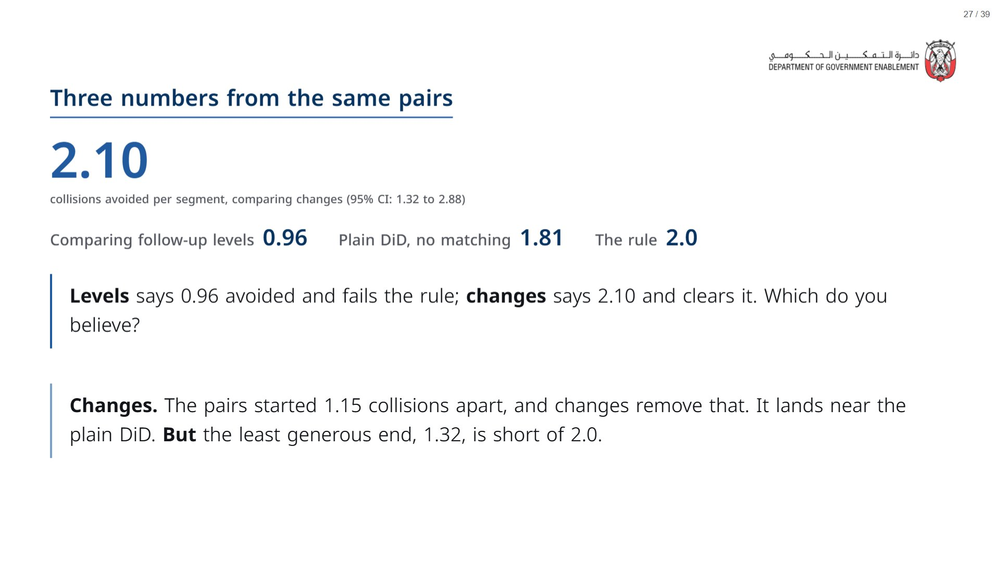 27 / 39
دائرة التمكين الحكومي
DEPARTMENT OF GOVERNMENT ENABLEMENT
Three numbers from the same pairs
2.10
collisions avoided per segment, comparing changes (95% CI: 1.32 to 2.88)
Comparing follow-up levels 0.96 Plain DiD, no matching 1.81 The rule 2.0
Levels says 0.96 avoided and fails the rule; changes says 2.10 and clears it. Which do you
believe?
Changes. The pairs started 1.15 collisions apart, and changes remove that. It lands near the
plain DiD. But the least generous end, 1.32, is short of 2.0.